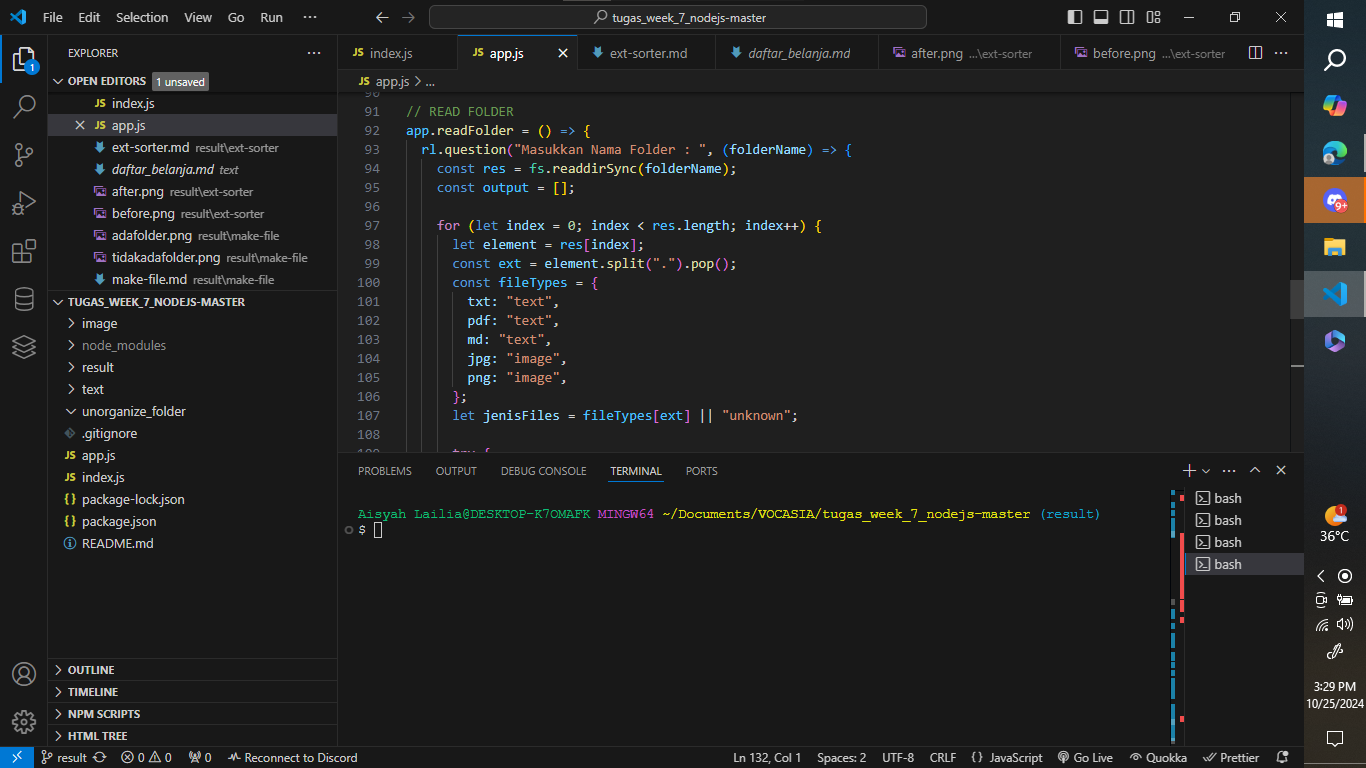 File Edit Selection View Go Run ···
tugas_week_7_nodejs-master
EXPLORER
OPEN EDITORS 1 unsaved
JS index.js
JS app.js
ext-sorter.md result\ext-sorter
daftar_belanja.md text
after.png result\ext-sorter
before.png result\ext-sorter
adafolder.png result\make-file
tidakadafolder.png result\make-file
make-file.md result\make-file
TUGAS_WEEK_7_NODEJS-MASTER
image
node_modules
result
text
unorganize_folder
.gitignore
JS app.js
JS index.js
{} package-lock.json
{} package.json
README.md
OUTLINE
TIMELINE
NPM SCRIPTS
HTML TREE
1
JS index.js
JS app.js
ext-sorter.md
daftar_belanja.md
after.png ...\ext-sorter
before.png ...\ext-sorter
JS app.js > ...
91 // READ FOLDER
92 app.readFolder = () => {
93 rl.question("Masukkan Nama Folder : ", (folderName) => {
94 const res = fs.readdirSync(folderName);
95 const output = [];
96
97 for (let index = 0; index < res.length; index++) {
98 let element = res[index];
99 const ext = element.split(".").pop();
100 const fileTypes = {
101 txt: "text",
102 pdf: "text",
103 md: "text",
104 jpg: "image",
105 png: "image",
106 };
107 let jenisFiles = fileTypes[ext] || "unknown";
108
PROBLEMS OUTPUT DEBUG CONSOLE TERMINAL PORTS
Aisyah Lailia@DESKTOP-K7OMAFK MINGW64 ~/Documents/VOCASIA/tugas_week_7_nodejs-master (result)
$
bash
bash
bash
bash
result 0 0 0 Reconnect to Discord
Ln 132, Col 1 Spaces: 2 UTF-8 CRLF {} JavaScript Go Live Quokka Prettier
9+
1
36°C
3:29 PM
10/25/2024